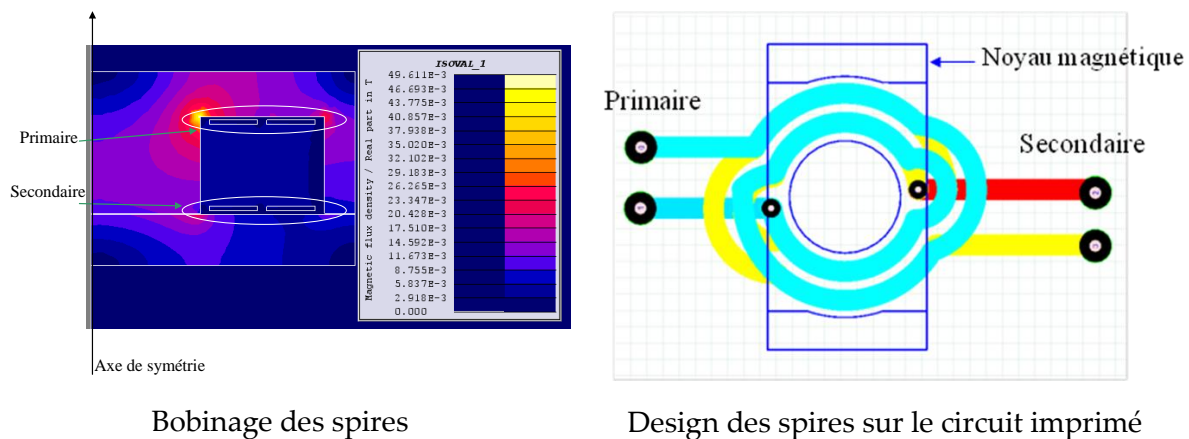 ISOVAL_1
49.611E-3
46.693E-3
43.775E-3
40.857E-3
37.938E-3
35.020E-3
32.102E-3
29.183E-3
26.265E-3
23.347E-3
20.428E-3
17.510E-3
14.592E-3
11.673E-3
8.755E-3
5.837E-3
2.918E-3
0.000
Magnetic flux density / Real part in T
Primaire
Secondaire
Axe de symétrie
Bobinage des spires
Noyau magnétique
Primaire
Secondaire
Design des spires sur le circuit imprimé